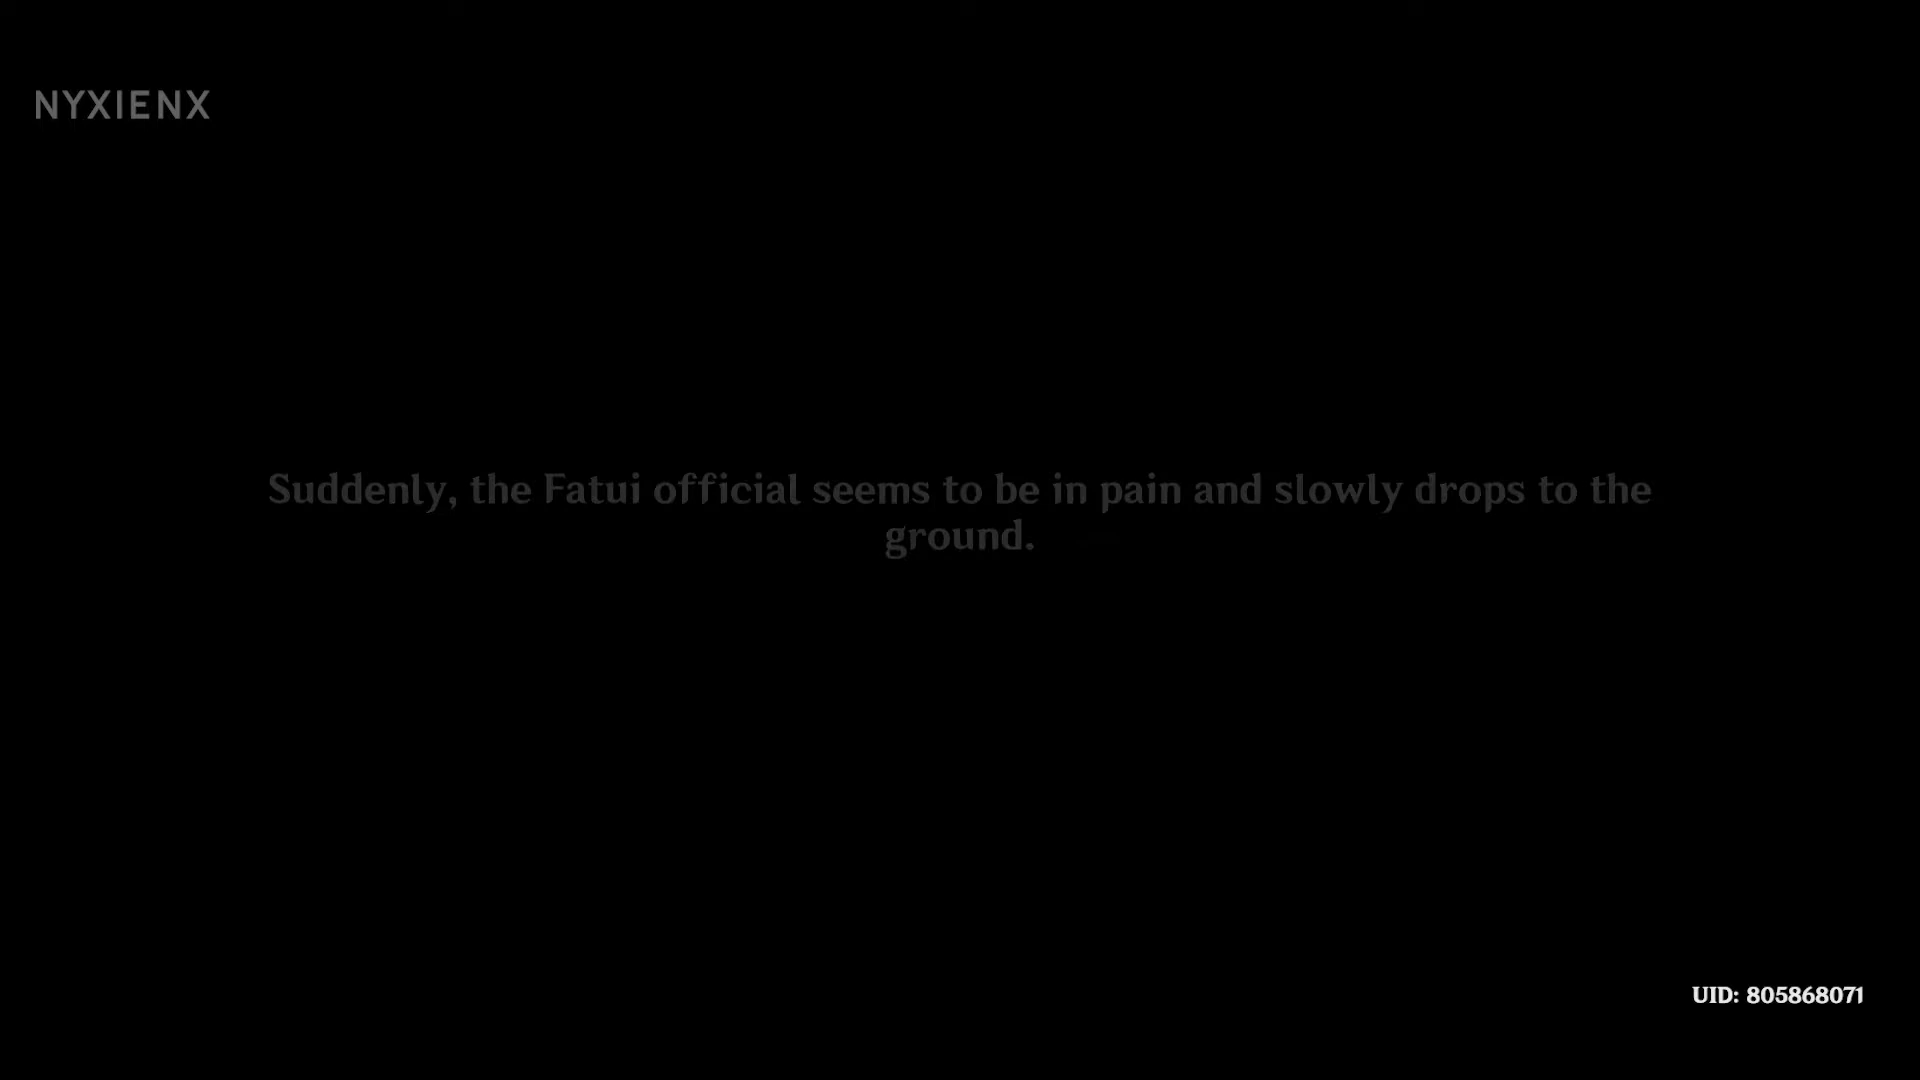 NYXIENX
Suddenly, the Fatui official seems to be in pain and slowly drops to the
ground.
UID: 805868071